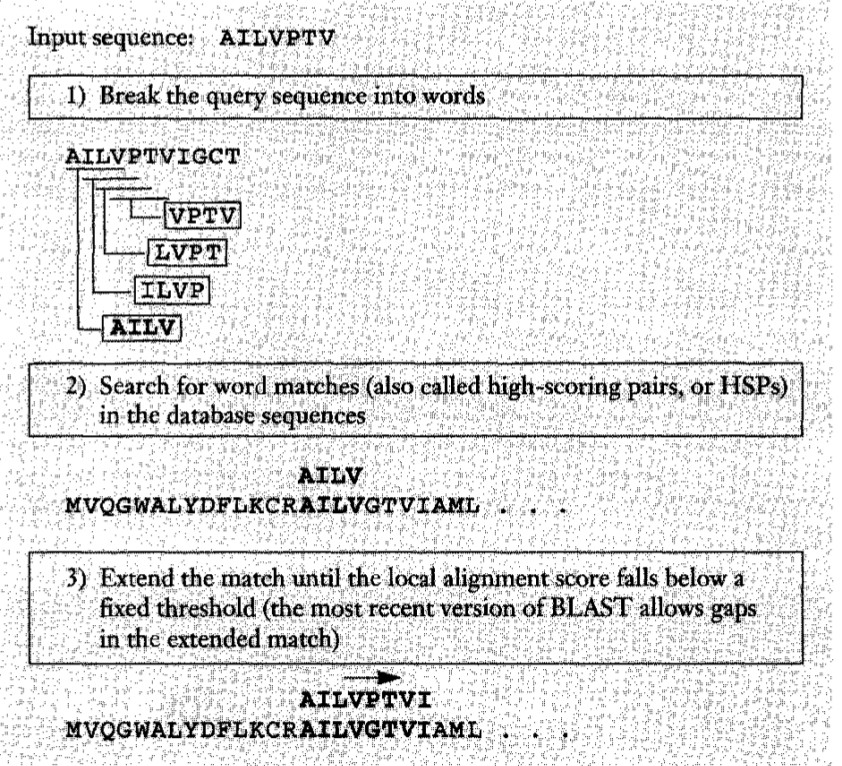 Input sequence: AILVPTV
1) Break the query sequence into words
AILVPTVIGCT
VPTV
LVPT
ILVP
AILV
2) Search for word matches (also called high-scoring pairs, or HSPs)
in the database sequences
AILV
MVQGWALYDFLKCRAILVGTVIAML . . .
3) Extend the match until the local alignment score falls below a
fixed threshold (the most recent version of BLAST allows gaps
in the extended match)
AILVPTVI
MVQGWALYDFLKCRAILVGTVIAML . . .